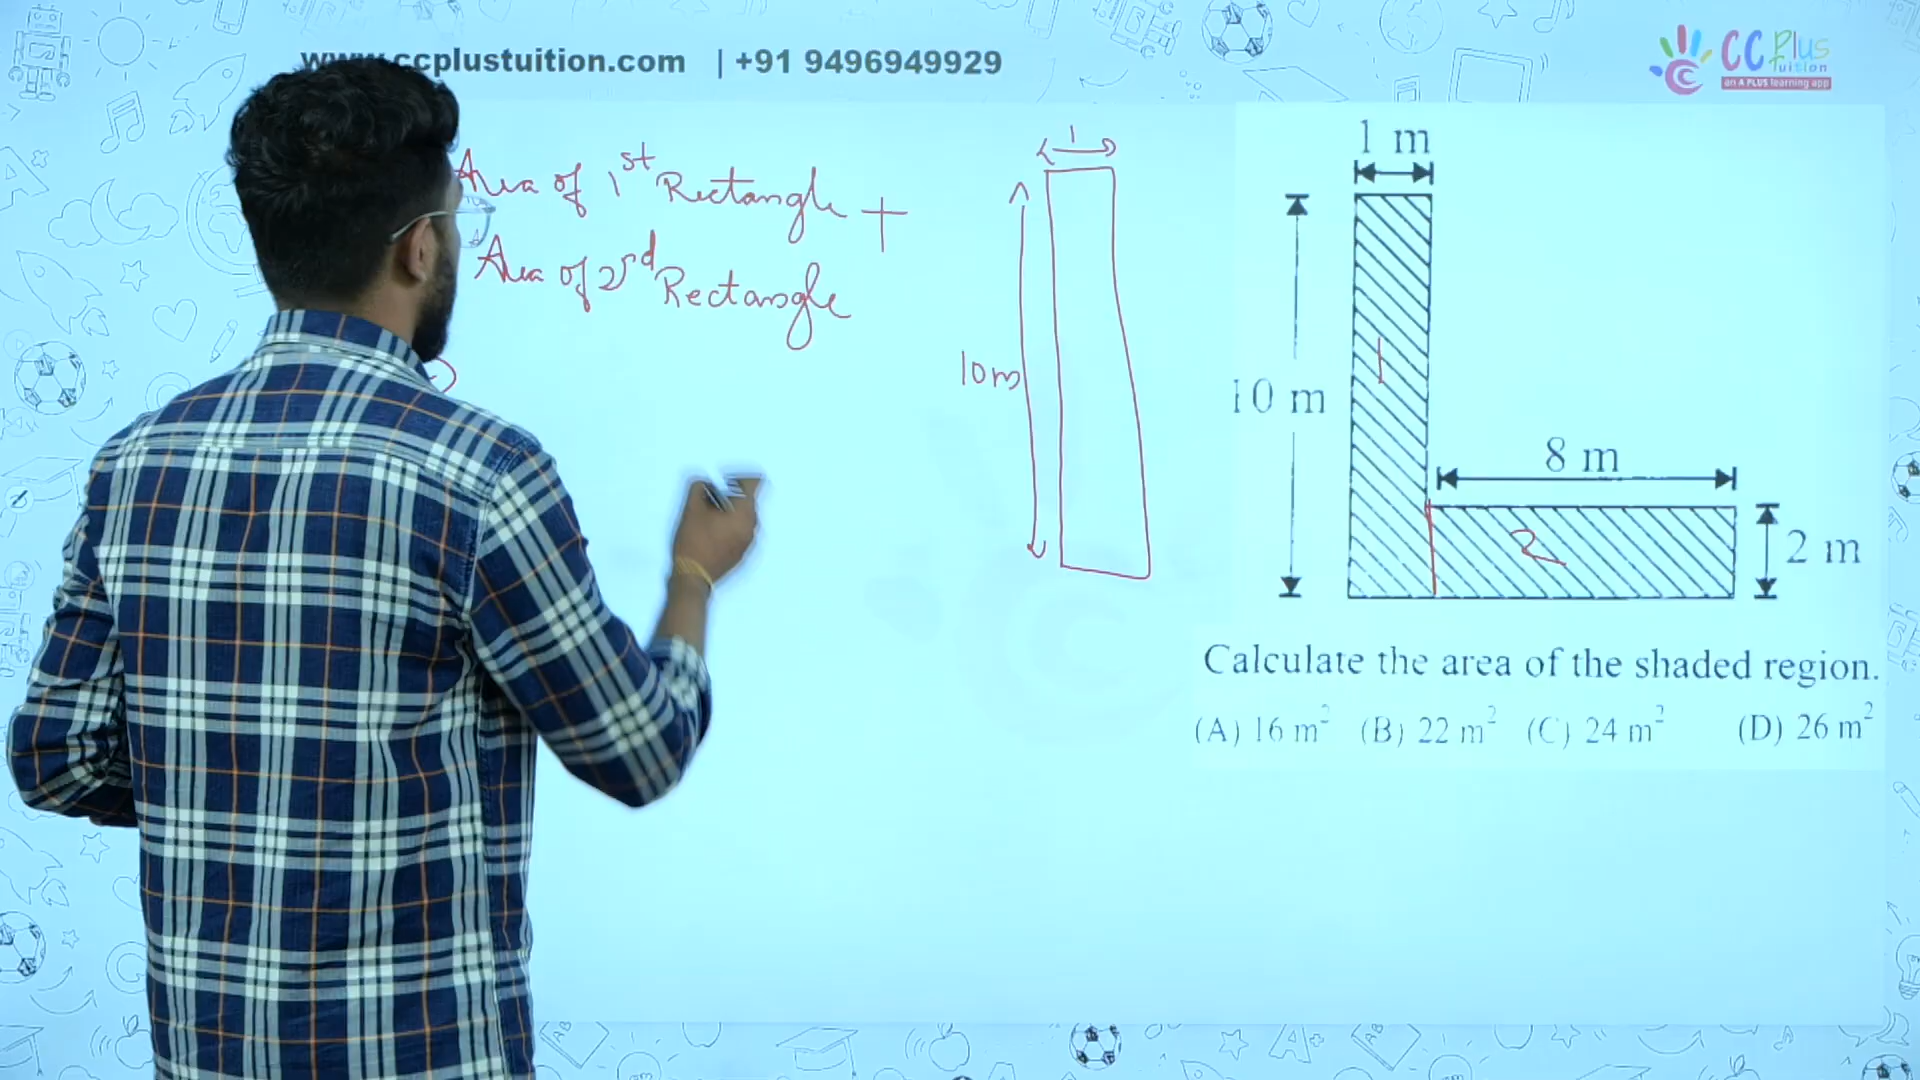 ccplustuition.com | +91 9496949929
CC Plus
Tuition
an A PLUS learning app
Area of 1st Rectangle +
Area of 2nd Rectangle
1
10m
1 m
10 m
1
8 m
2
2 m
Calculate the area of the shaded region.
(A) 16 m² (B) 22 m² (C) 24 m² (D) 26 m²